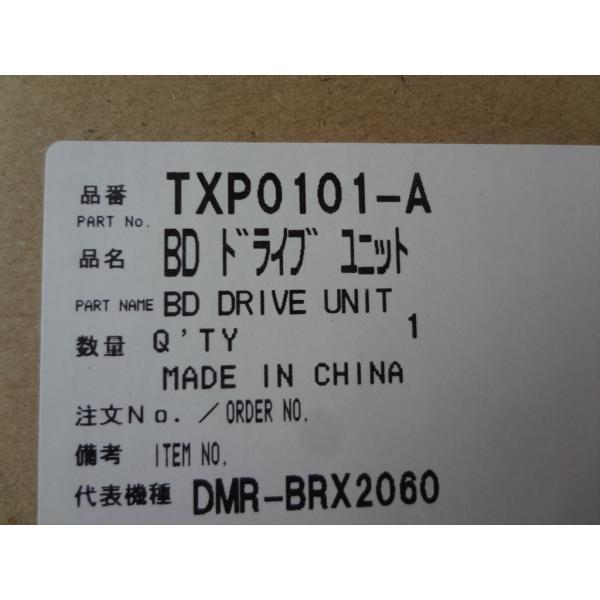 品番 TXP0101-A
PART No.
品名 BD ドライブ ユニット
PART NAME BD DRIVE UNIT
数量 Q'TY 1
MADE IN CHINA
注文No. / ORDER NO.
備考 ITEM NO.
代表機種 DMR-BRX2060